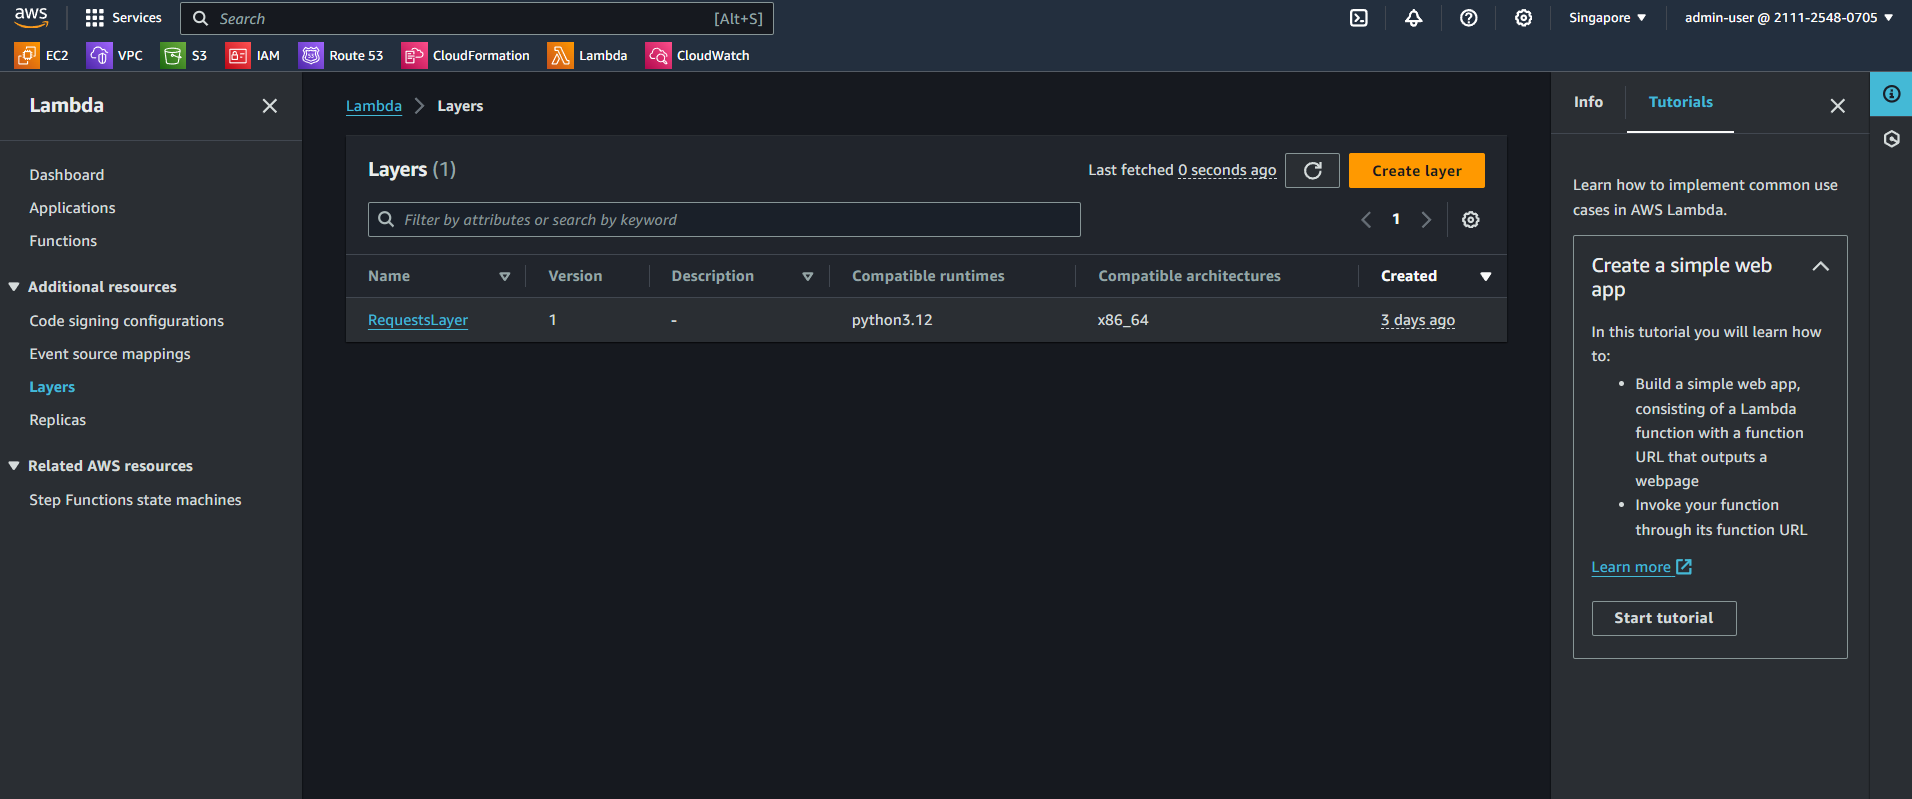 aws Services Search [Alt+S] Singapore admin-user @ 2111-2548-0705
EC2 VPC S3 IAM Route 53 CloudFormation Lambda CloudWatch
Lambda
Dashboard
Applications
Functions
Additional resources
Code signing configurations
Event source mappings
Layers
Replicas
Related AWS resources
Step Functions state machines
Lambda > Layers
Layers (1)
Last fetched 0 seconds ago
Create layer
Filter by attributes or search by keyword
1
Name Version Description Compatible runtimes Compatible architectures Created
RequestsLayer 1 - python3.12 x86_64 3 days ago
Info Tutorials
Learn how to implement common use
cases in AWS Lambda.
Create a simple web
app
In this tutorial you will learn how
to:
• Build a simple web app,
consisting of a Lambda
function with a function
URL that outputs a
webpage
• Invoke your function
through its function URL
Learn more
Start tutorial